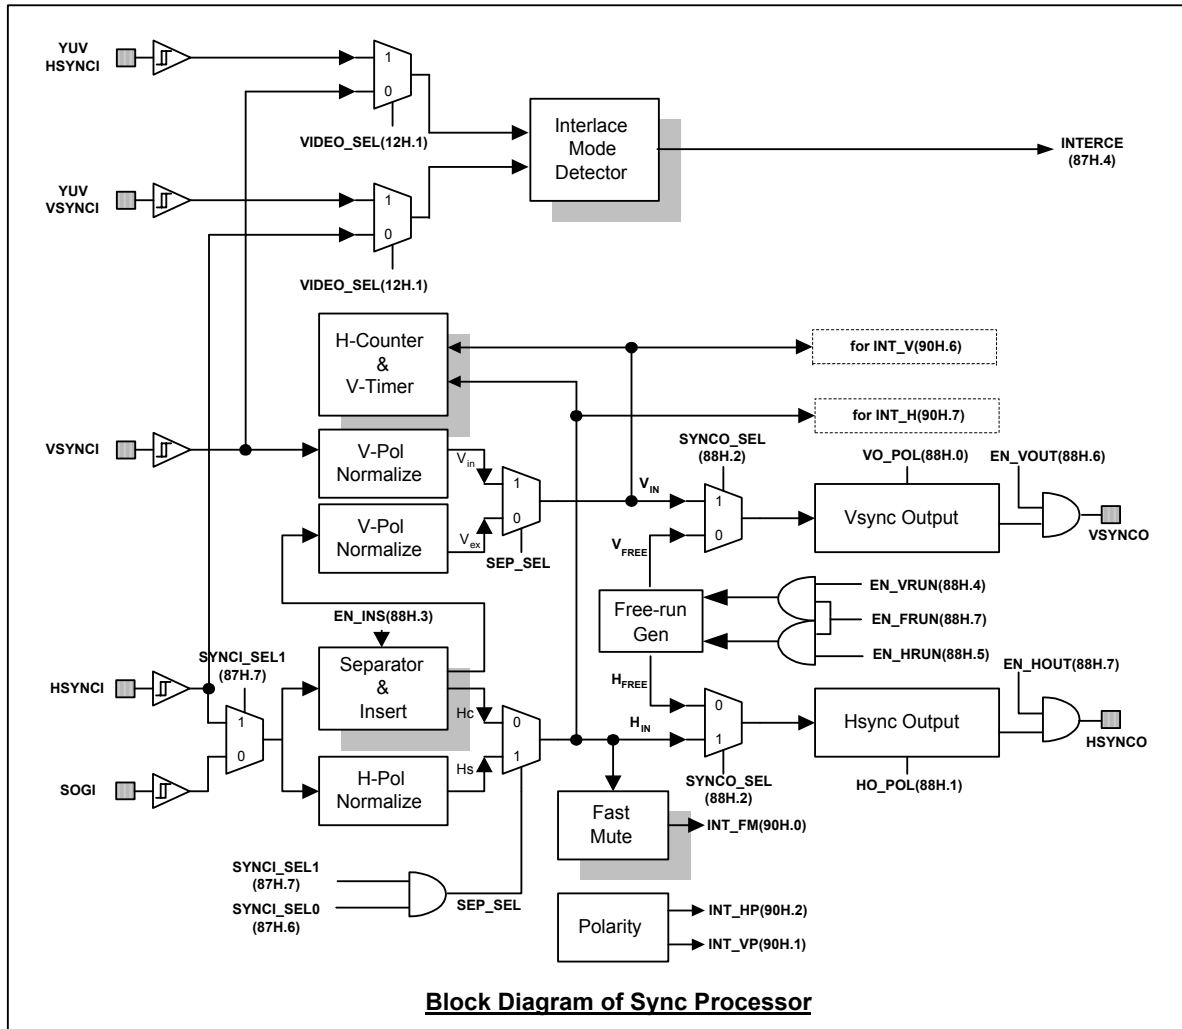 YUV
HSYNCI
1
0
VIDEO_SEL(12H.1)
Interlace
Mode
Detector
INTERCE
(87H.4)
YUV
VSYNCI
1
0
VIDEO_SEL(12H.1)
H-Counter
&
V-Timer
for INT_V(90H.6)
for INT_H(90H.7)
VSYNCI
V-Pol
Normalize
Vin
1
0
SEP_SEL
V-Pol
Normalize
Vex
SYNCO_SEL
(88H.2)
VIN
1
0
VFREE
VO_POL(88H.0)
EN_VOUT(88H.6)
Vsync Output
VSYNCO
Free-run
Gen
EN_VRUN(88H.4)
EN_FRUN(88H.7)
EN_HRUN(88H.5)
EN_INS(88H.3)
HSYNCI
SYNCI_SEL1
(87H.7)
1
0
SOGI
Separator
&
Insert
Hc
H-Pol
Normalize
Hs
0
1
HFREE
HIN
0
1
SYNCO_SEL
(88H.2)
EN_HOUT(88H.7)
Hsync Output
HSYNCO
HO_POL(88H.1)
Fast
Mute
INT_FM(90H.0)
SYNCI_SEL1
(87H.7)
SYNCI_SEL0
(87H.6)
SEP_SEL
Polarity
INT_HP(90H.2)
INT_VP(90H.1)
Block Diagram of Sync Processor